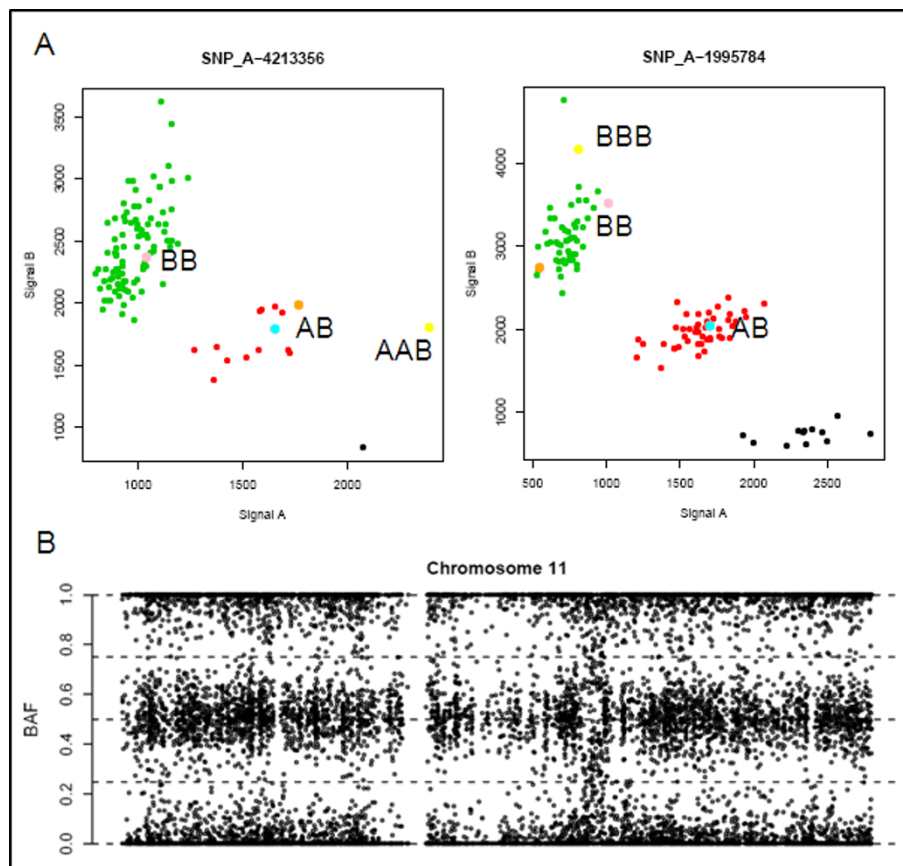 A
SNP_A-4213356
SNP_A-1995784
Signal B
3500
3000
2500
2000
1500
1000
BB
AB
AAB
1000
1500
2000
Signal A
Signal B
4000
3000
2000
1000
BBB
BB
AB
500
1000
1500
2000
2500
Signal A
B
Chromosome 11
BAF
1.0
0.8
0.6
0.4
0.2
0.0